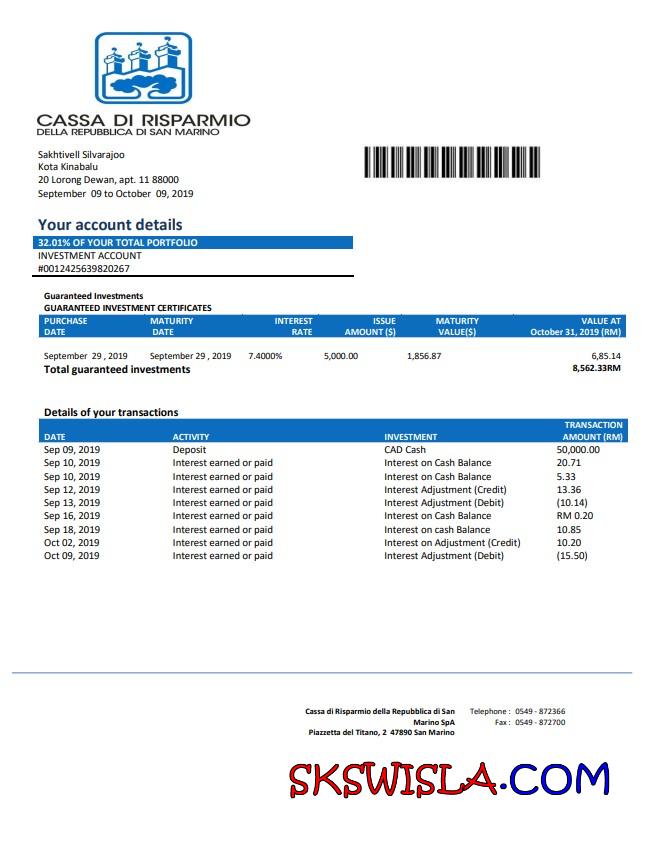 CASSA DI RISPARMIO
DELLA REPUBBLICA DI SAN MARINO
Sakhtivell Silvarajoo
Kota Kinabalu
20 Lorong Dewan, apt. 11 88000
September 09 to October 09, 2019
Your account details
32.01% OF YOUR TOTAL PORTFOLIO
INVESTMENT ACCOUNT
#0012425639820267
Guaranteed Investments
GUARANTEED INVESTMENT CERTIFICATES
PURCHASE DATE MATURITY DATE INTEREST RATE ISSUE AMOUNT ($) MATURITY VALUE($) VALUE AT October 31, 2019 (RM)
September 29 , 2019 September 29 , 2019 7.4000% 5,000.00 1,856.87 6,85.14
Total guaranteed investments 8,562.33RM
Details of your transactions
DATE ACTIVITY INVESTMENT TRANSACTION AMOUNT (RM)
Sep 09, 2019 Deposit CAD Cash 50,000.00
Sep 10, 2019 Interest earned or paid Interest on Cash Balance 20.71
Sep 10, 2019 Interest earned or paid Interest on Cash Balance 5.33
Sep 12, 2019 Interest earned or paid Interest Adjustment (Credit) 13.36
Sep 13, 2019 Interest earned or paid Interest Adjustment (Debit) (10.14)
Sep 16, 2019 Interest earned or paid Interest on Cash Balance RM 0.20
Sep 18, 2019 Interest earned or paid Interest on cash Balance 10.85
Oct 02, 2019 Interest earned or paid Interest on Adjustment (Credit) 10.20
Oct 09, 2019 Interest earned or paid Interest Adjustment (Debit) (15.50)
Cassa di Risparmio della Repubblica di San Telephone : 0549 - 872366
Marino SpA Fax : 0549 - 872700
Piazzetta del Titano, 2 47890 San Marino
SKSWISLA.COM